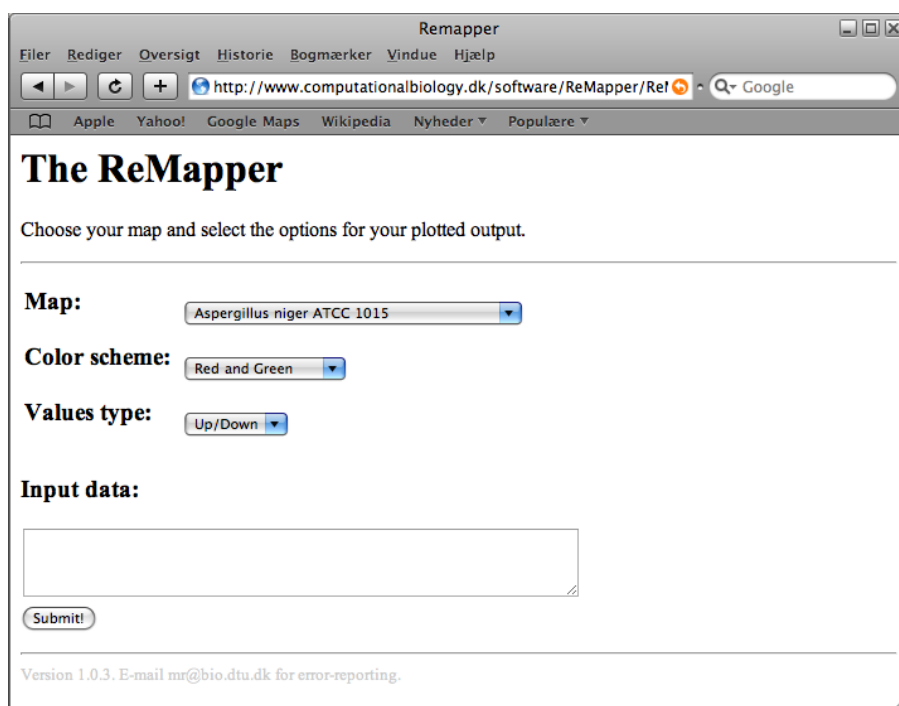 Remapper
Filer Rediger Oversigt Historie Bogmærker Vindue Hjælp
http://www.computationalbiology.dk/software/ReMapper/Rel Google
Apple Yahoo! Google Maps Wikipedia Nyheder Populære
The ReMapper
Choose your map and select the options for your plotted output.
Map: Aspergillus niger ATCC 1015
Color scheme: Red and Green
Values type: Up/Down
Input data:
Submit!
Version 1.0.3. E-mail mr@bio.dtu.dk for error-reporting.